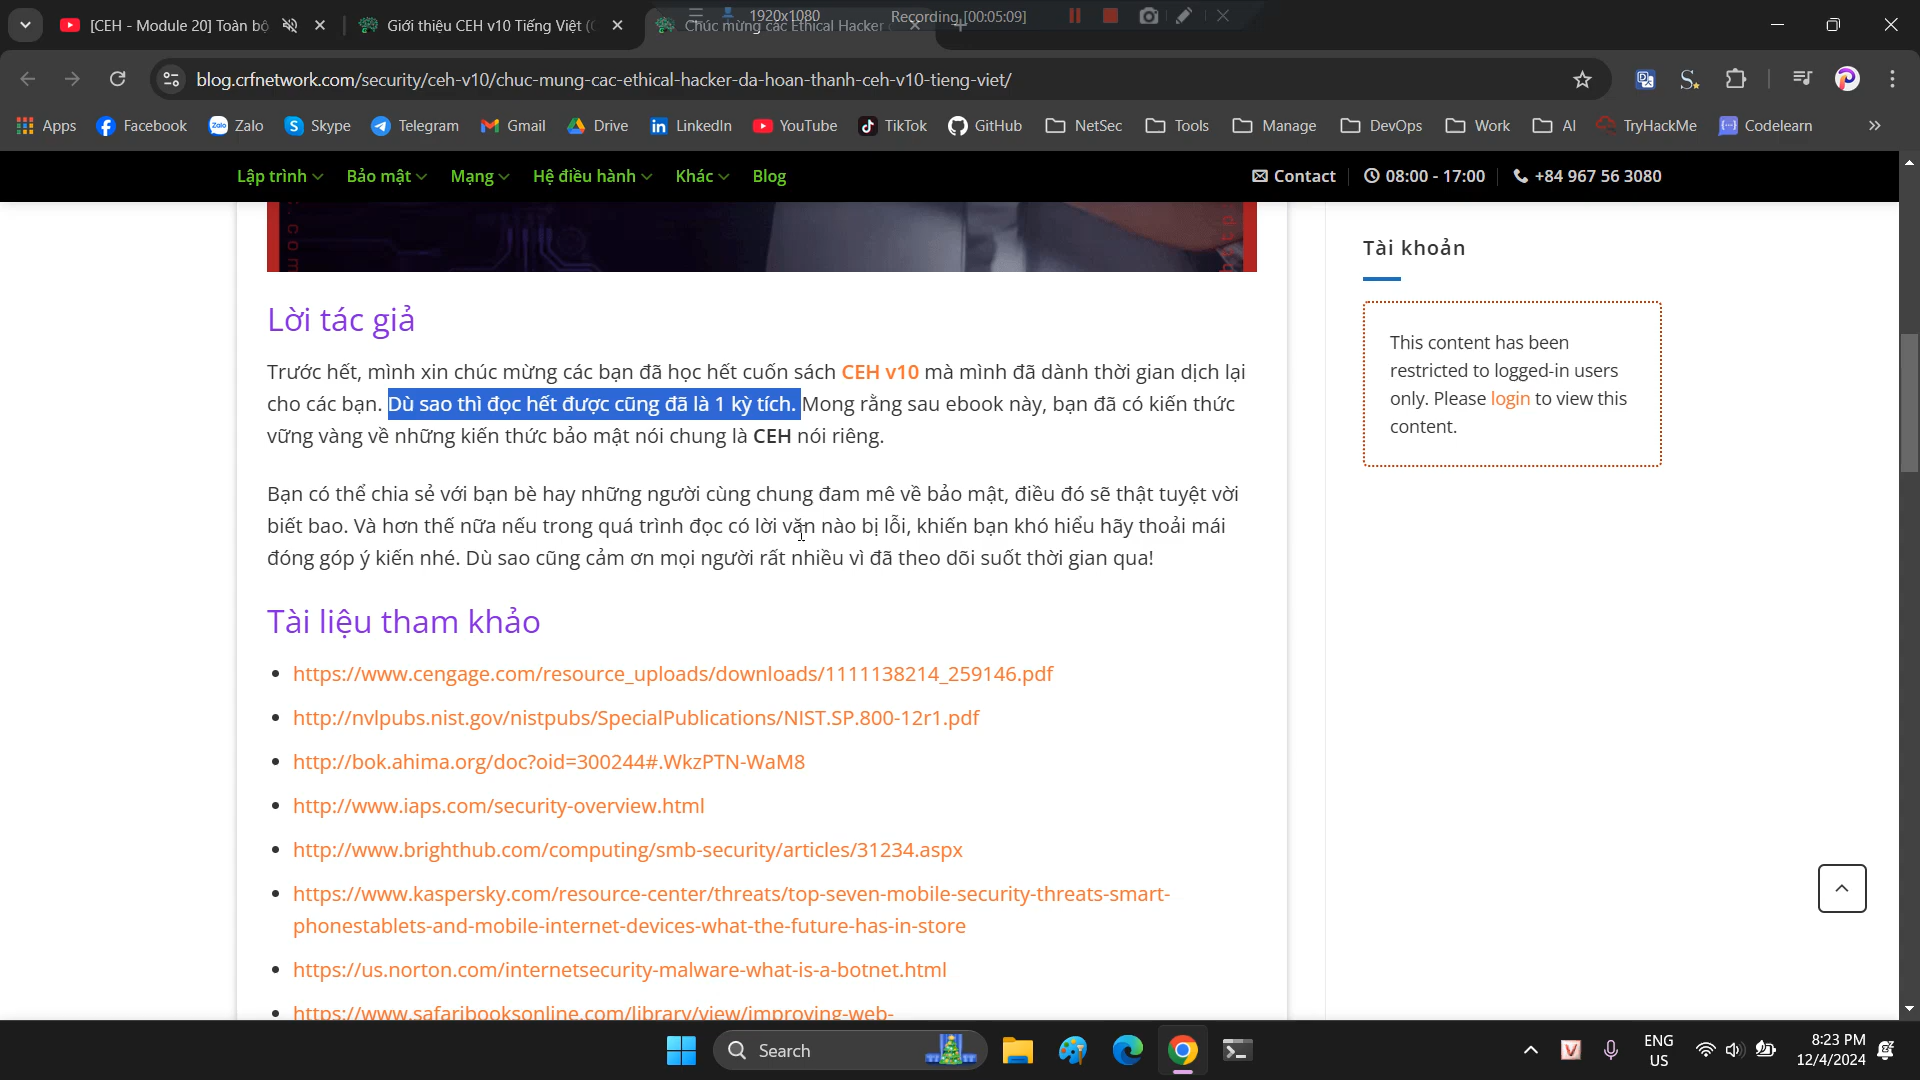 [CEH - Module 20] Toàn bộ
Giới thiệu CEH v10 Tiếng Việt (
Chúc mừng các Ethical Hacker
1920x1080
Recording [00:05:09]
blog.crfnetwork.com/security/ceh-v10/chuc-mung-cac-ethical-hacker-da-hoan-thanh-ceh-v10-tieng-viet/
Apps Facebook Zalo Skype Telegram Gmail Drive LinkedIn YouTube TikTok GitHub NetSec Tools Manage DevOps Work AI TryHackMe Codelearn »
Lập trình Bảo mật Mạng Hệ điều hành Khác Blog Contact 08:00 - 17:00 +84 967 56 3080
Lời tác giả
Trước hết, mình xin chúc mừng các bạn đã học hết cuốn sách CEH v10 mà mình đã dành thời gian dịch lại
cho các bạn. Dù sao thì đọc hết được cũng đã là 1 kỳ tích. Mong rằng sau ebook này, bạn đã có kiến thức
vững vàng về những kiến thức bảo mật nói chung là CEH nói riêng.
Bạn có thể chia sẻ với bạn bè hay những người cùng chung đam mê về bảo mật, điều đó sẽ thật tuyệt vời
biết bao. Và hơn thế nữa nếu trong quá trình đọc có lời văn nào bị lỗi, khiến bạn khó hiểu hãy thoải mái
đóng góp ý kiến nhé. Dù sao cũng cảm ơn mọi người rất nhiều vì đã theo dõi suốt thời gian qua!
Tài liệu tham khảo
https://www.cengage.com/resource_uploads/downloads/1111138214_259146.pdf
http://nvlpubs.nist.gov/nistpubs/SpecialPublications/NIST.SP.800-12r1.pdf
http://bok.ahima.org/doc?oid=300244#.WkzPTN-WaM8
http://www.iaps.com/security-overview.html
http://www.brighthub.com/computing/smb-security/articles/31234.aspx
https://www.kaspersky.com/resource-center/threats/top-seven-mobile-security-threats-smart-
phonestablets-and-mobile-internet-devices-what-the-future-has-in-store
https://us.norton.com/internetsecurity-malware-what-is-a-botnet.html
https://www.safaribooksonline.com/library/view/improving-web-
Tài khoản
This content has been
restricted to logged-in users
only. Please login to view this
content.
Search
ENG
US
8:23 PM
12/4/2024